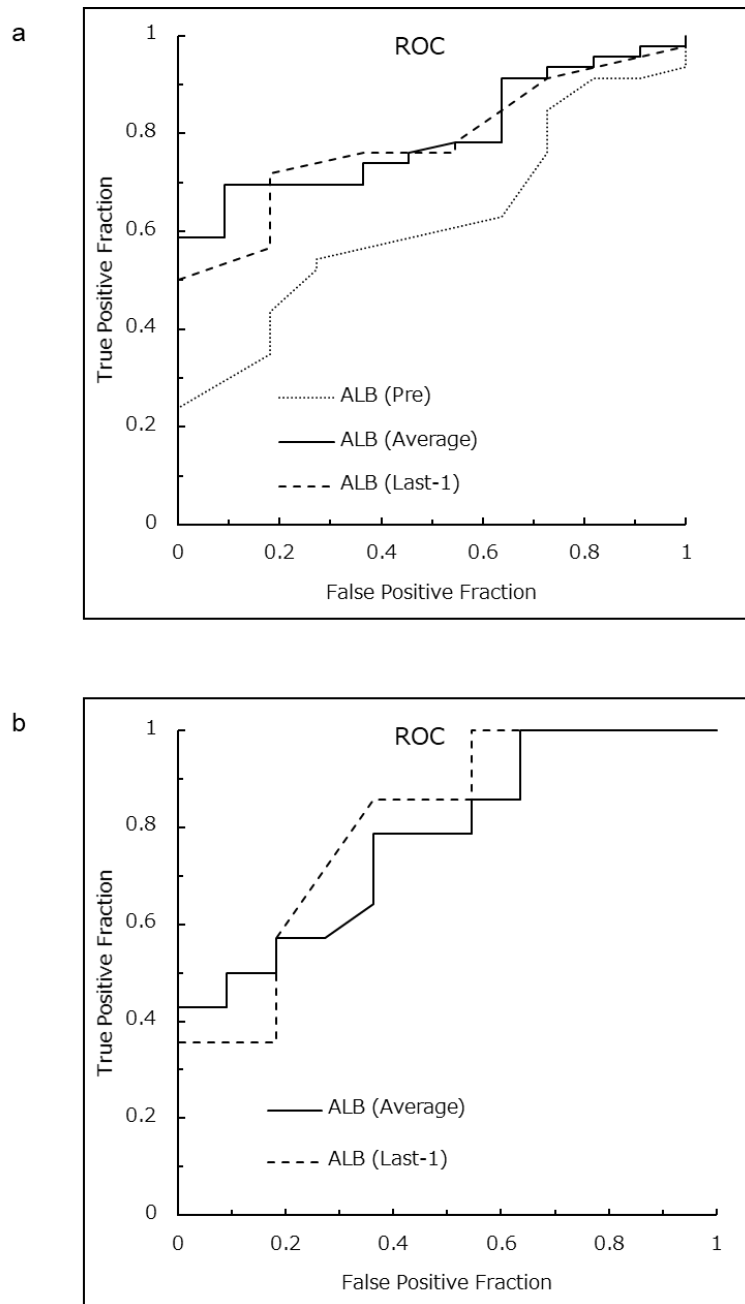 a
ROC
1
0.8
0.6
0.4
0.2
0
True Positive Fraction
ALB (Pre)
ALB (Average)
ALB (Last-1)
0 0.2 0.4 0.6 0.8 1
False Positive Fraction
b
ROC
1
0.8
0.6
0.4
0.2
0
True Positive Fraction
ALB (Average)
ALB (Last-1)
0 0.2 0.4 0.6 0.8 1
False Positive Fraction